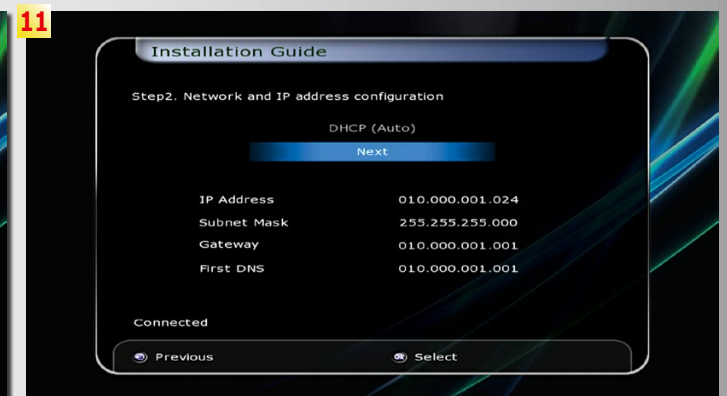 11
Installation Guide
Step2. Network and IP address configuration
DHCP (Auto)
Next
IP Address 010.000.001.024
Subnet Mask 255.255.255.000
Gateway 010.000.001.001
First DNS 010.000.001.001
Connected
Previous OK Select